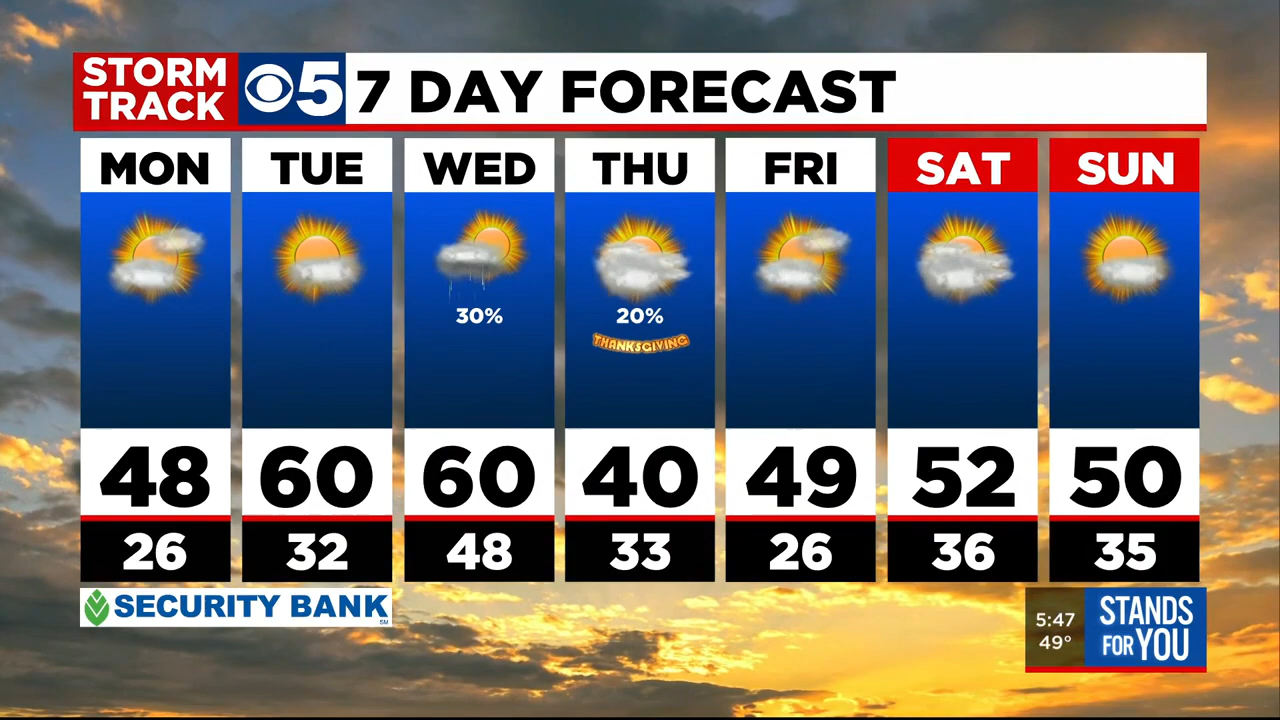 STORM
TRACK
5
7 DAY FORECAST
MON TUE WED THU FRI SAT SUN
30% 20%
THANKSGIVING
48 60 60 40 49 52 50
26 32 48 33 26 36 35
SECURITY BANK SM
5:47
49°
STANDS
FOR YOU